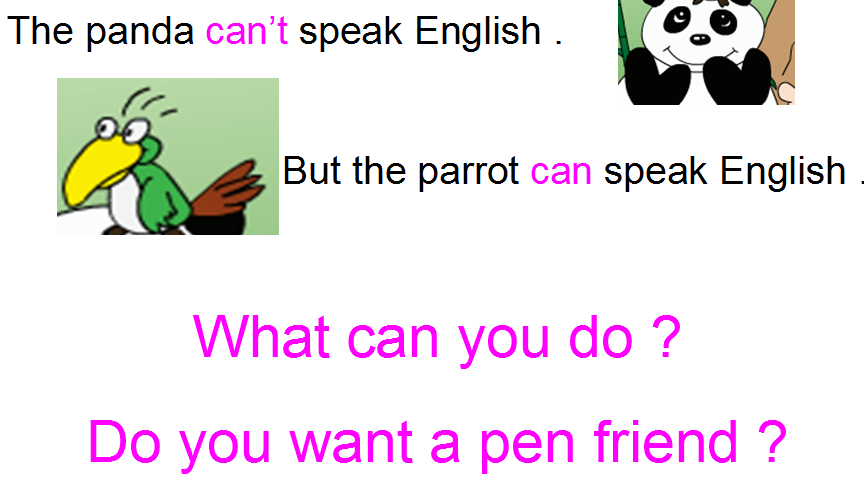 The panda can’t speak English .
But the parrot can speak English .
What can you do ?
Do you want a pen friend ?